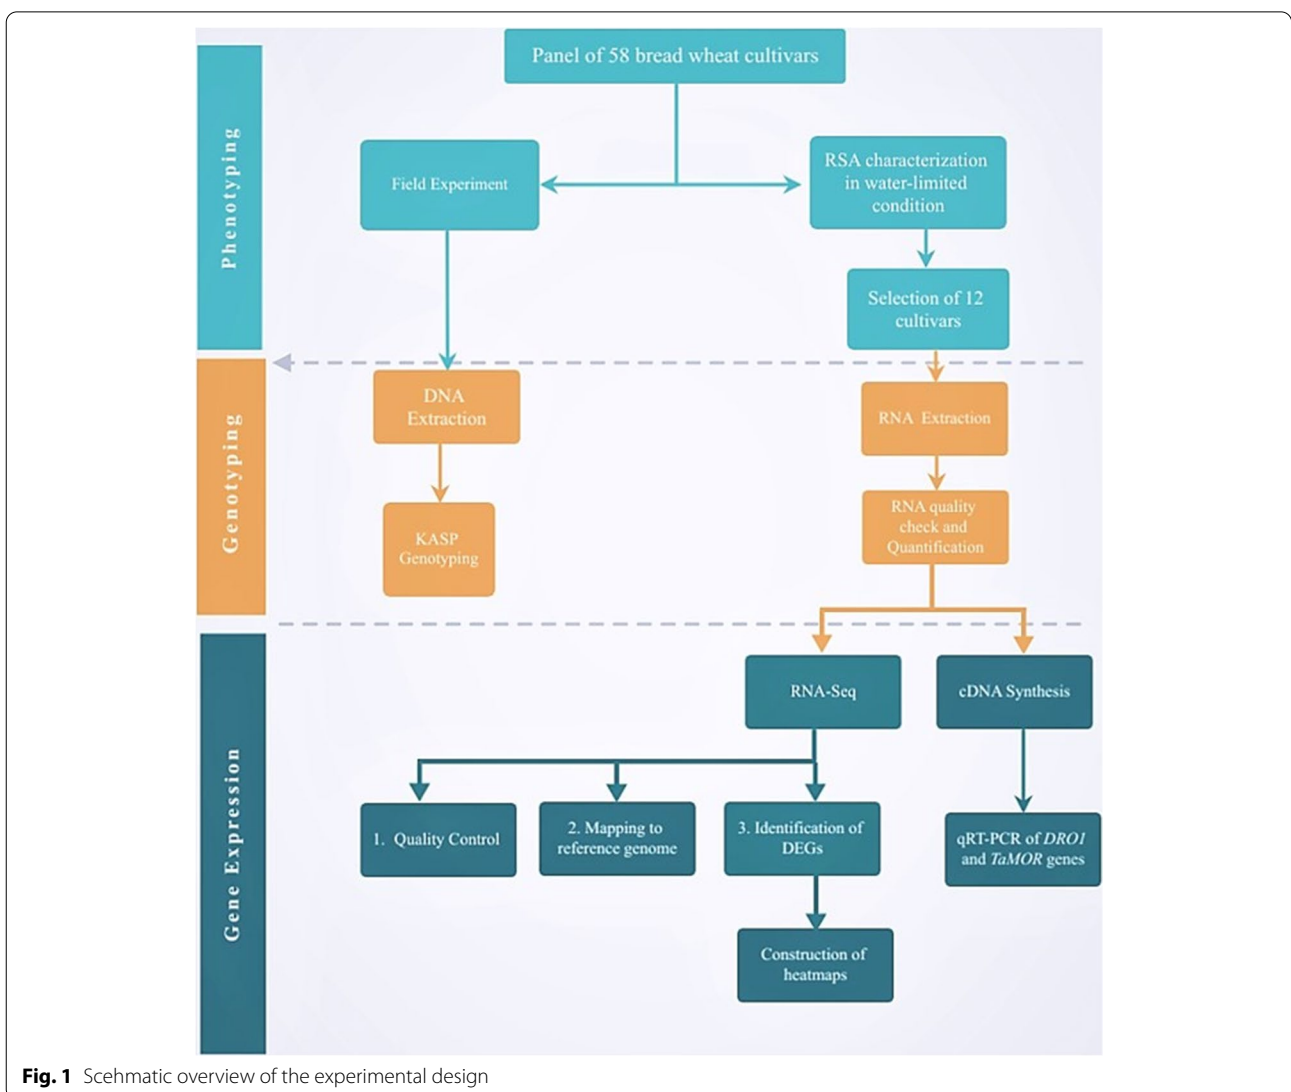 Panel of 58 bread wheat cultivars
Phenotyping
Field Experiment
RSA characterization
in water-limited
condition
Selection of 12
cultivars
Genotyping
DNA
Extraction
RNA Extraction
KASP
Genotyping
RNA quality
check and
Quantification
Gene Expression
RNA-Seq
cDNA Synthesis
1. Quality Control
2. Mapping to
reference genome
3. Identification of
DEGs
qRT-PCR of DRO1
and TaMOR genes
Construction of
heatmaps
Fig. 1 Scehmatic overview of the experimental design